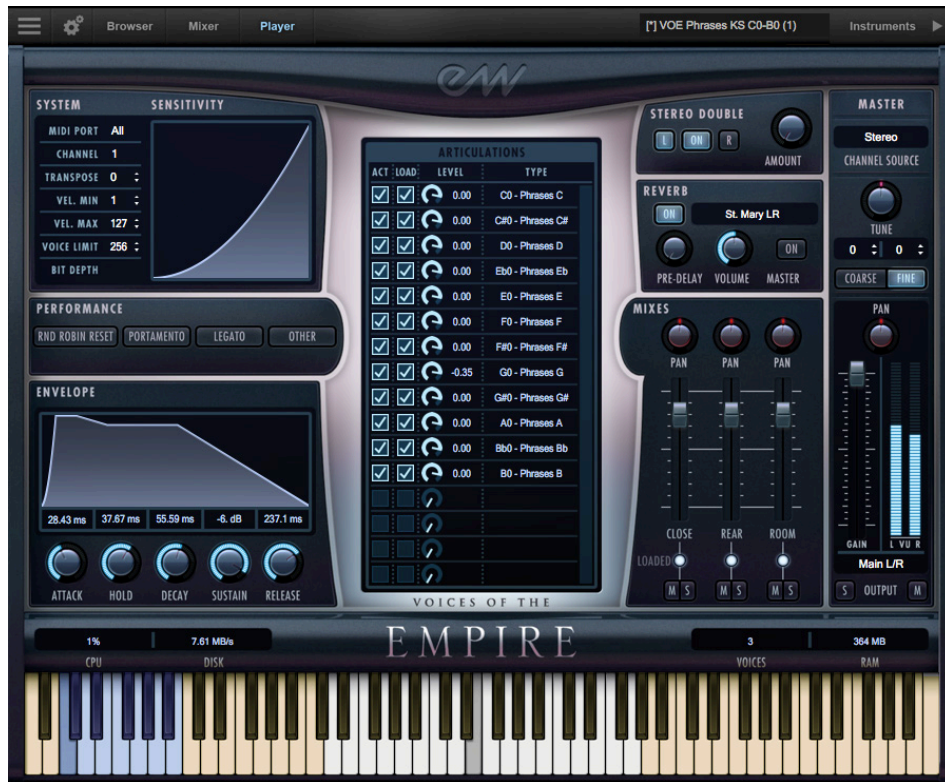 Browser Mixer Player [*] VOE Phrases KS C0-B0 (1) Instruments
ew
SYSTEM SENSITIVITY
MIDI PORT All
CHANNEL 1
TRANSPOSE 0
VEL. MIN 1
VEL. MAX 127
VOICE LIMIT 256
BIT DEPTH
PERFORMANCE
RND ROBIN RESET PORTAMENTO LEGATO OTHER
ENVELOPE
28.43 ms 37.67 ms 55.59 ms -6. dB 237.1 ms
ATTACK HOLD DECAY SUSTAIN RELEASE
ARTICULATIONS
ACT LOAD LEVEL TYPE
0.00 C0 - Phrases C
0.00 C#0 - Phrases C#
0.00 D0 - Phrases D
0.00 Eb0 - Phrases Eb
0.00 E0 - Phrases E
0.00 F0 - Phrases F
0.00 F#0 - Phrases F#
-0.35 G0 - Phrases G
0.00 G#0 - Phrases G#
0.00 A0 - Phrases A
0.00 Bb0 - Phrases Bb
0.00 B0 - Phrases B
STEREO DOUBLE
L ON R
AMOUNT
REVERB
ON St. Mary LR
ON
PRE-DELAY VOLUME MASTER
MIXES
PAN PAN PAN
CLOSE REAR ROOM
LOADED
M S M S M S
MASTER
Stereo
CHANNEL SOURCE
TUNE
0 0
COARSE FINE
PAN
GAIN L VU R
Main L/R
S OUTPUT M
VOICES OF THE
EMPIRE
1% 7.61 MB/s
CPU DISK
3 364 MB
VOICES RAM